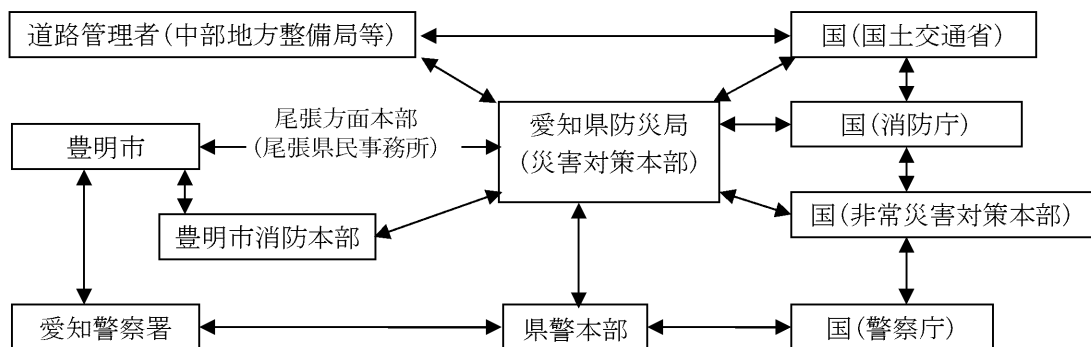 道路管理者(中部地方整備局等)
国(国土交通省)
尾張方面本部
(尾張県民事務所)
愛知県防災局
(災害対策本部)
国(消防庁)
豊明市
国(非常災害対策本部)
豊明市消防本部
愛知警察署
県警本部
国(警察庁)